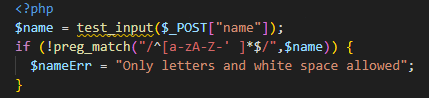 <?php
$name = test_input($_POST["name"]);
if (!preg_match("/^[a-zA-Z-' ]*$/",$name)) {
  $nameErr = "Only letters and white space allowed";
}